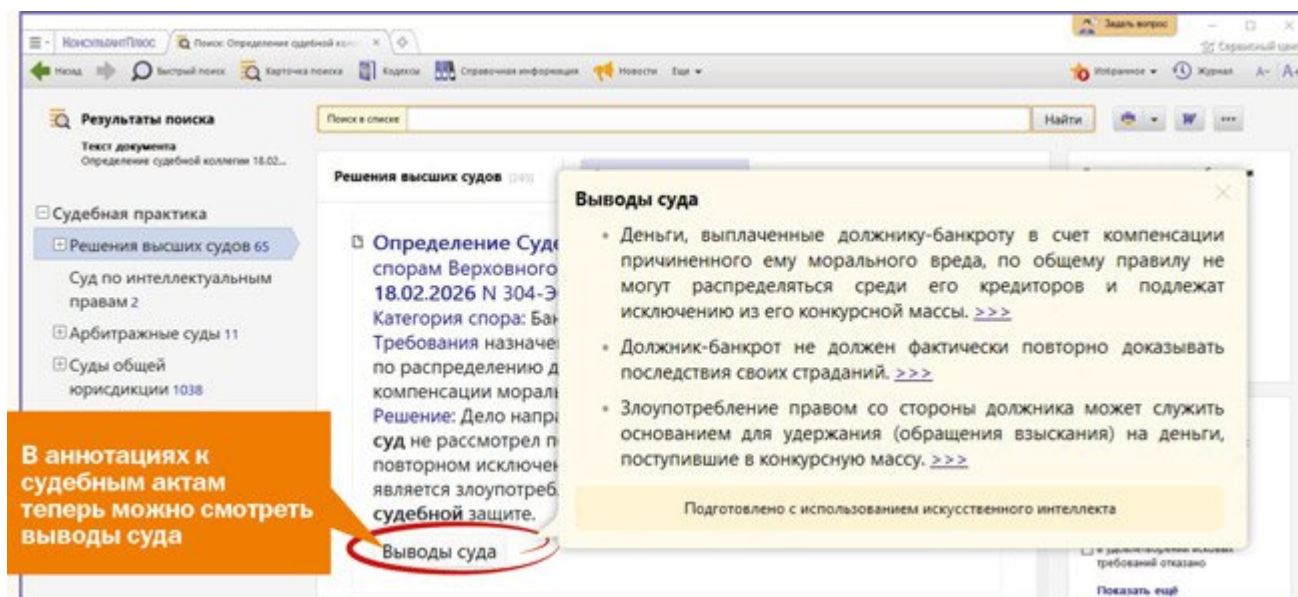 Задать вопрос
КонсультантПлюс
Поиск: Определение судебной кол
Сервисный цен
Назад
Быстрый поиск
Карточка поиска
Кодексы
Справочная информация
Новости
Еще
Избранное
Журнал
A-
A+
Результаты поиска
Текст документа
Определение судебной коллегии 18.02...
Поиск в списке
Найти
Судебная практика
Решения высших судов 65
Суд по интеллектуальным
правам 2
Арбитражные суды 11
Суды общей
юрисдикции 1038
Решения высших судов
Определение Суде
спорам Верховного
18.02.2026 N 304-Э
Категория спора: Бан
Требования назначе
по распределению д
компенсации мораль
Решение: Дело напра
суд не рассмотрел п
повторном исключен
является злоупотреб
судебной защите.
Выводы суда
Выводы суда
• Деньги, выплаченные должнику-банкроту в счет компенсации
причиненного ему морального вреда, по общему правилу не
могут распределяться среди его кредиторов и подлежат
исключению из его конкурсной массы. >>>
• Должник-банкрот не должен фактически повторно доказывать
последствия своих страданий. >>>
• Злоупотребление правом со стороны должника может служить
основанием для удержания (обращения взыскания) на деньги,
поступившие в конкурсную массу. >>>
Подготовлено с использованием искусственного интеллекта
требований отказано
Показать ещё
В аннотациях к
судебным актам
теперь можно смотреть
выводы суда